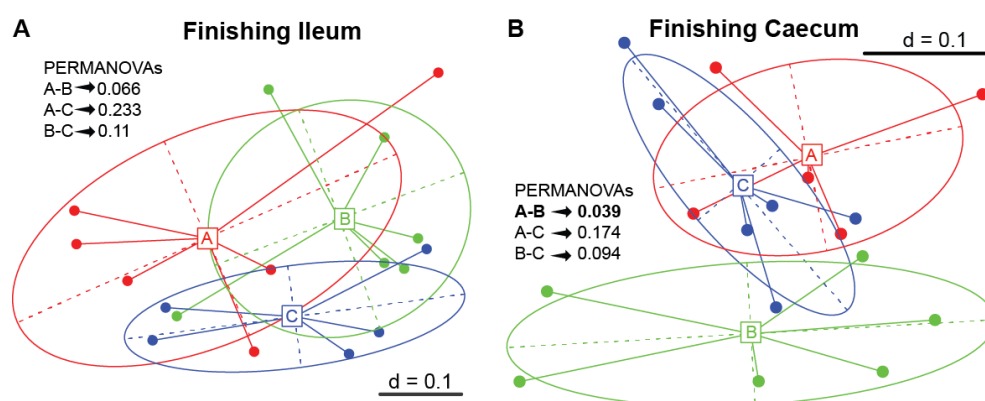 A
Finishing Ileum
PERMANOVAs
A-B → 0.066
A-C → 0.233
B-C → 0.11
A
B
C
d = 0.1
B
Finishing Caecum
d = 0.1
PERMANOVAs
A-B → 0.039
A-C → 0.174
B-C → 0.094
A
C
B